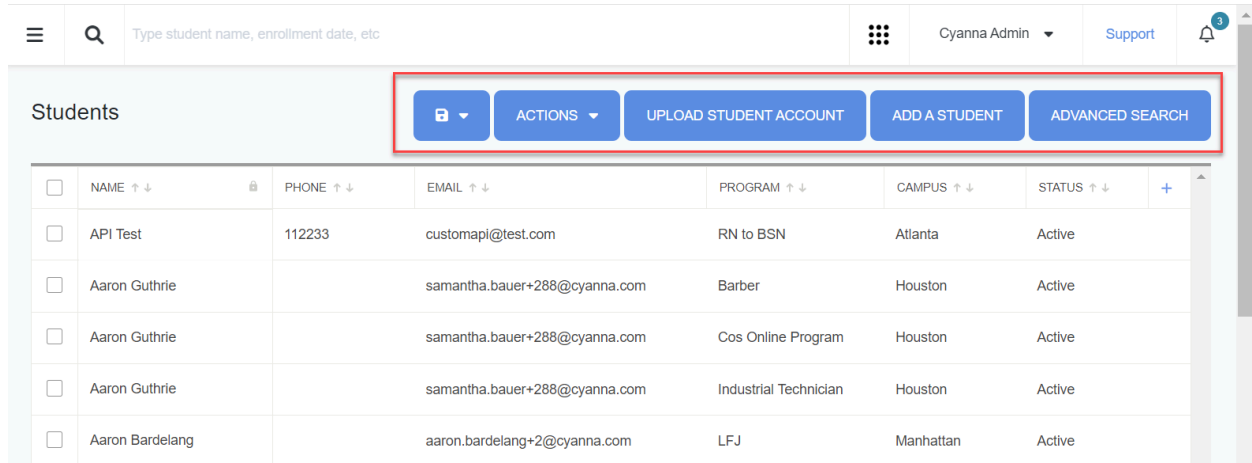 Type student name, enrollment date, etc Cyanna Admin Support 3
Students ACTIONS UPLOAD STUDENT ACCOUNT ADD A STUDENT ADVANCED SEARCH
NAME ↑↓ PHONE ↑↓ EMAIL ↑↓ PROGRAM ↑↓ CAMPUS ↑↓ STATUS ↑↓ +
API Test 112233 customapi@test.com RN to BSN Atlanta Active
Aaron Guthrie samantha.bauer+288@cyanna.com Barber Houston Active
Aaron Guthrie samantha.bauer+288@cyanna.com Cos Online Program Houston Active
Aaron Guthrie samantha.bauer+288@cyanna.com Industrial Technician Houston Active
Aaron Bardelang aaron.bardelang+2@cyanna.com LFJ Manhattan Active